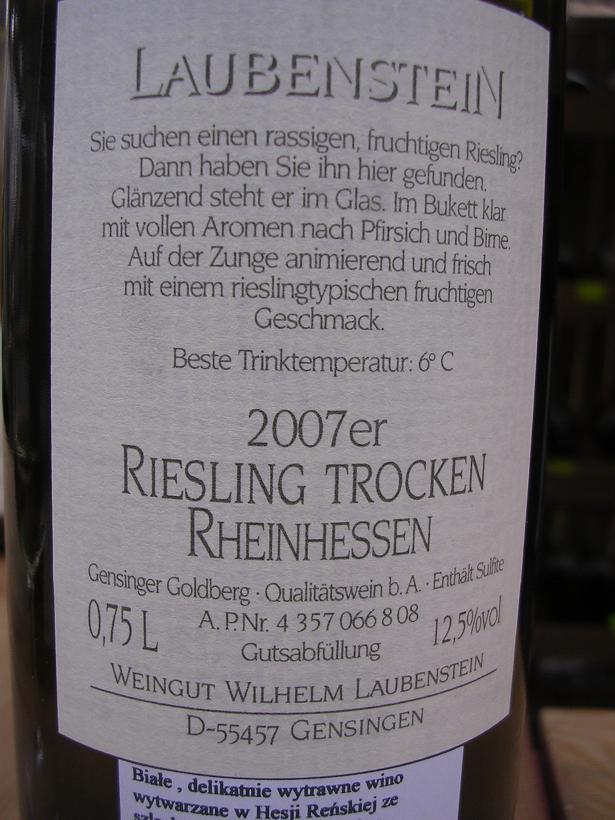 LAUBENSTEIN
Sie suchen einen rassigen, fruchtigen Riesling?
Dann haben Sie ihn hier gefunden.
Glänzend steht er im Glas. Im Bukett klar
mit vollen Aromen nach Pfirsich und Birne.
Auf der Zunge animierend und frisch
mit einem rieslingtypischen fruchtigen
Geschmack.
Beste Trinktemperatur: 6° C
2007er
RIESLING TROCKEN
RHEINHESSEN
Gensinger Goldberg · Qualitätswein b. A. · Enthält Sulfite
0,75 L A.P.Nr. 4 357 066 8 08 12,5%vol
Gutsabfüllung
WEINGUT WILHELM LAUBENSTEIN
D-55457 GENSINGEN
Białe , delikatnie wytrawne wino
wytwarzane w Hesji Reńskiej ze